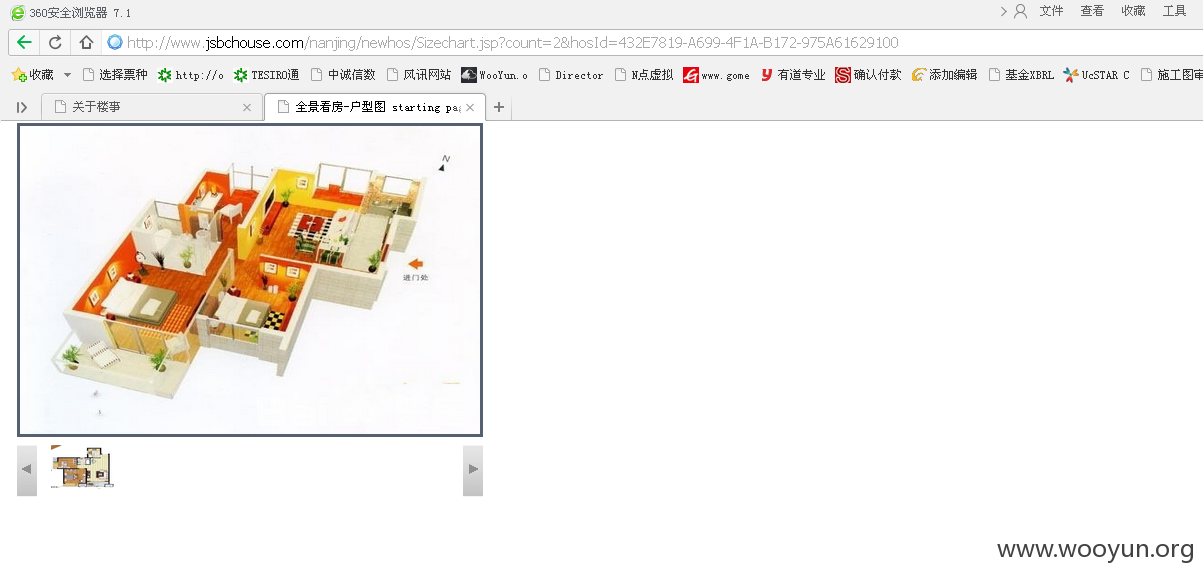 360安全浏览器 7.1
文件 查看 收藏 工具
http://www.jsbchouse.com/nanjing/newhos/Sizechart.jsp?count=2&hosId=432E7819-A699-4F1A-B172-975A61629100
收藏 选择票种 http://o TESIRO通 中诚信数 风讯网站 WooYun.o Director N点虚拟 www.gome 有道专业 确认付款 添加编辑 基金XBRL UcSTAR C 施工图审
关于楼事 全景看房-户型图 starting pa
N
进门处
www.wooyun.org